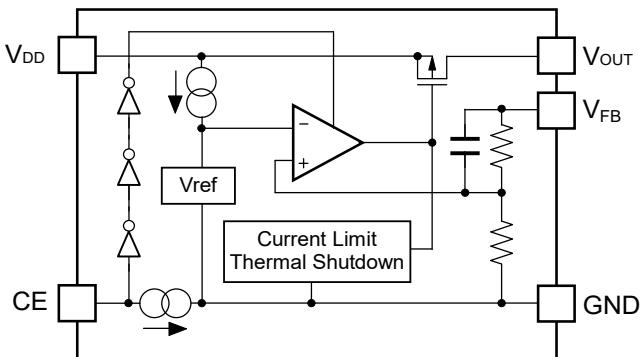 VDD
VOUT
VFB
−
+
Vref
Current Limit
Thermal Shutdown
CE
GND